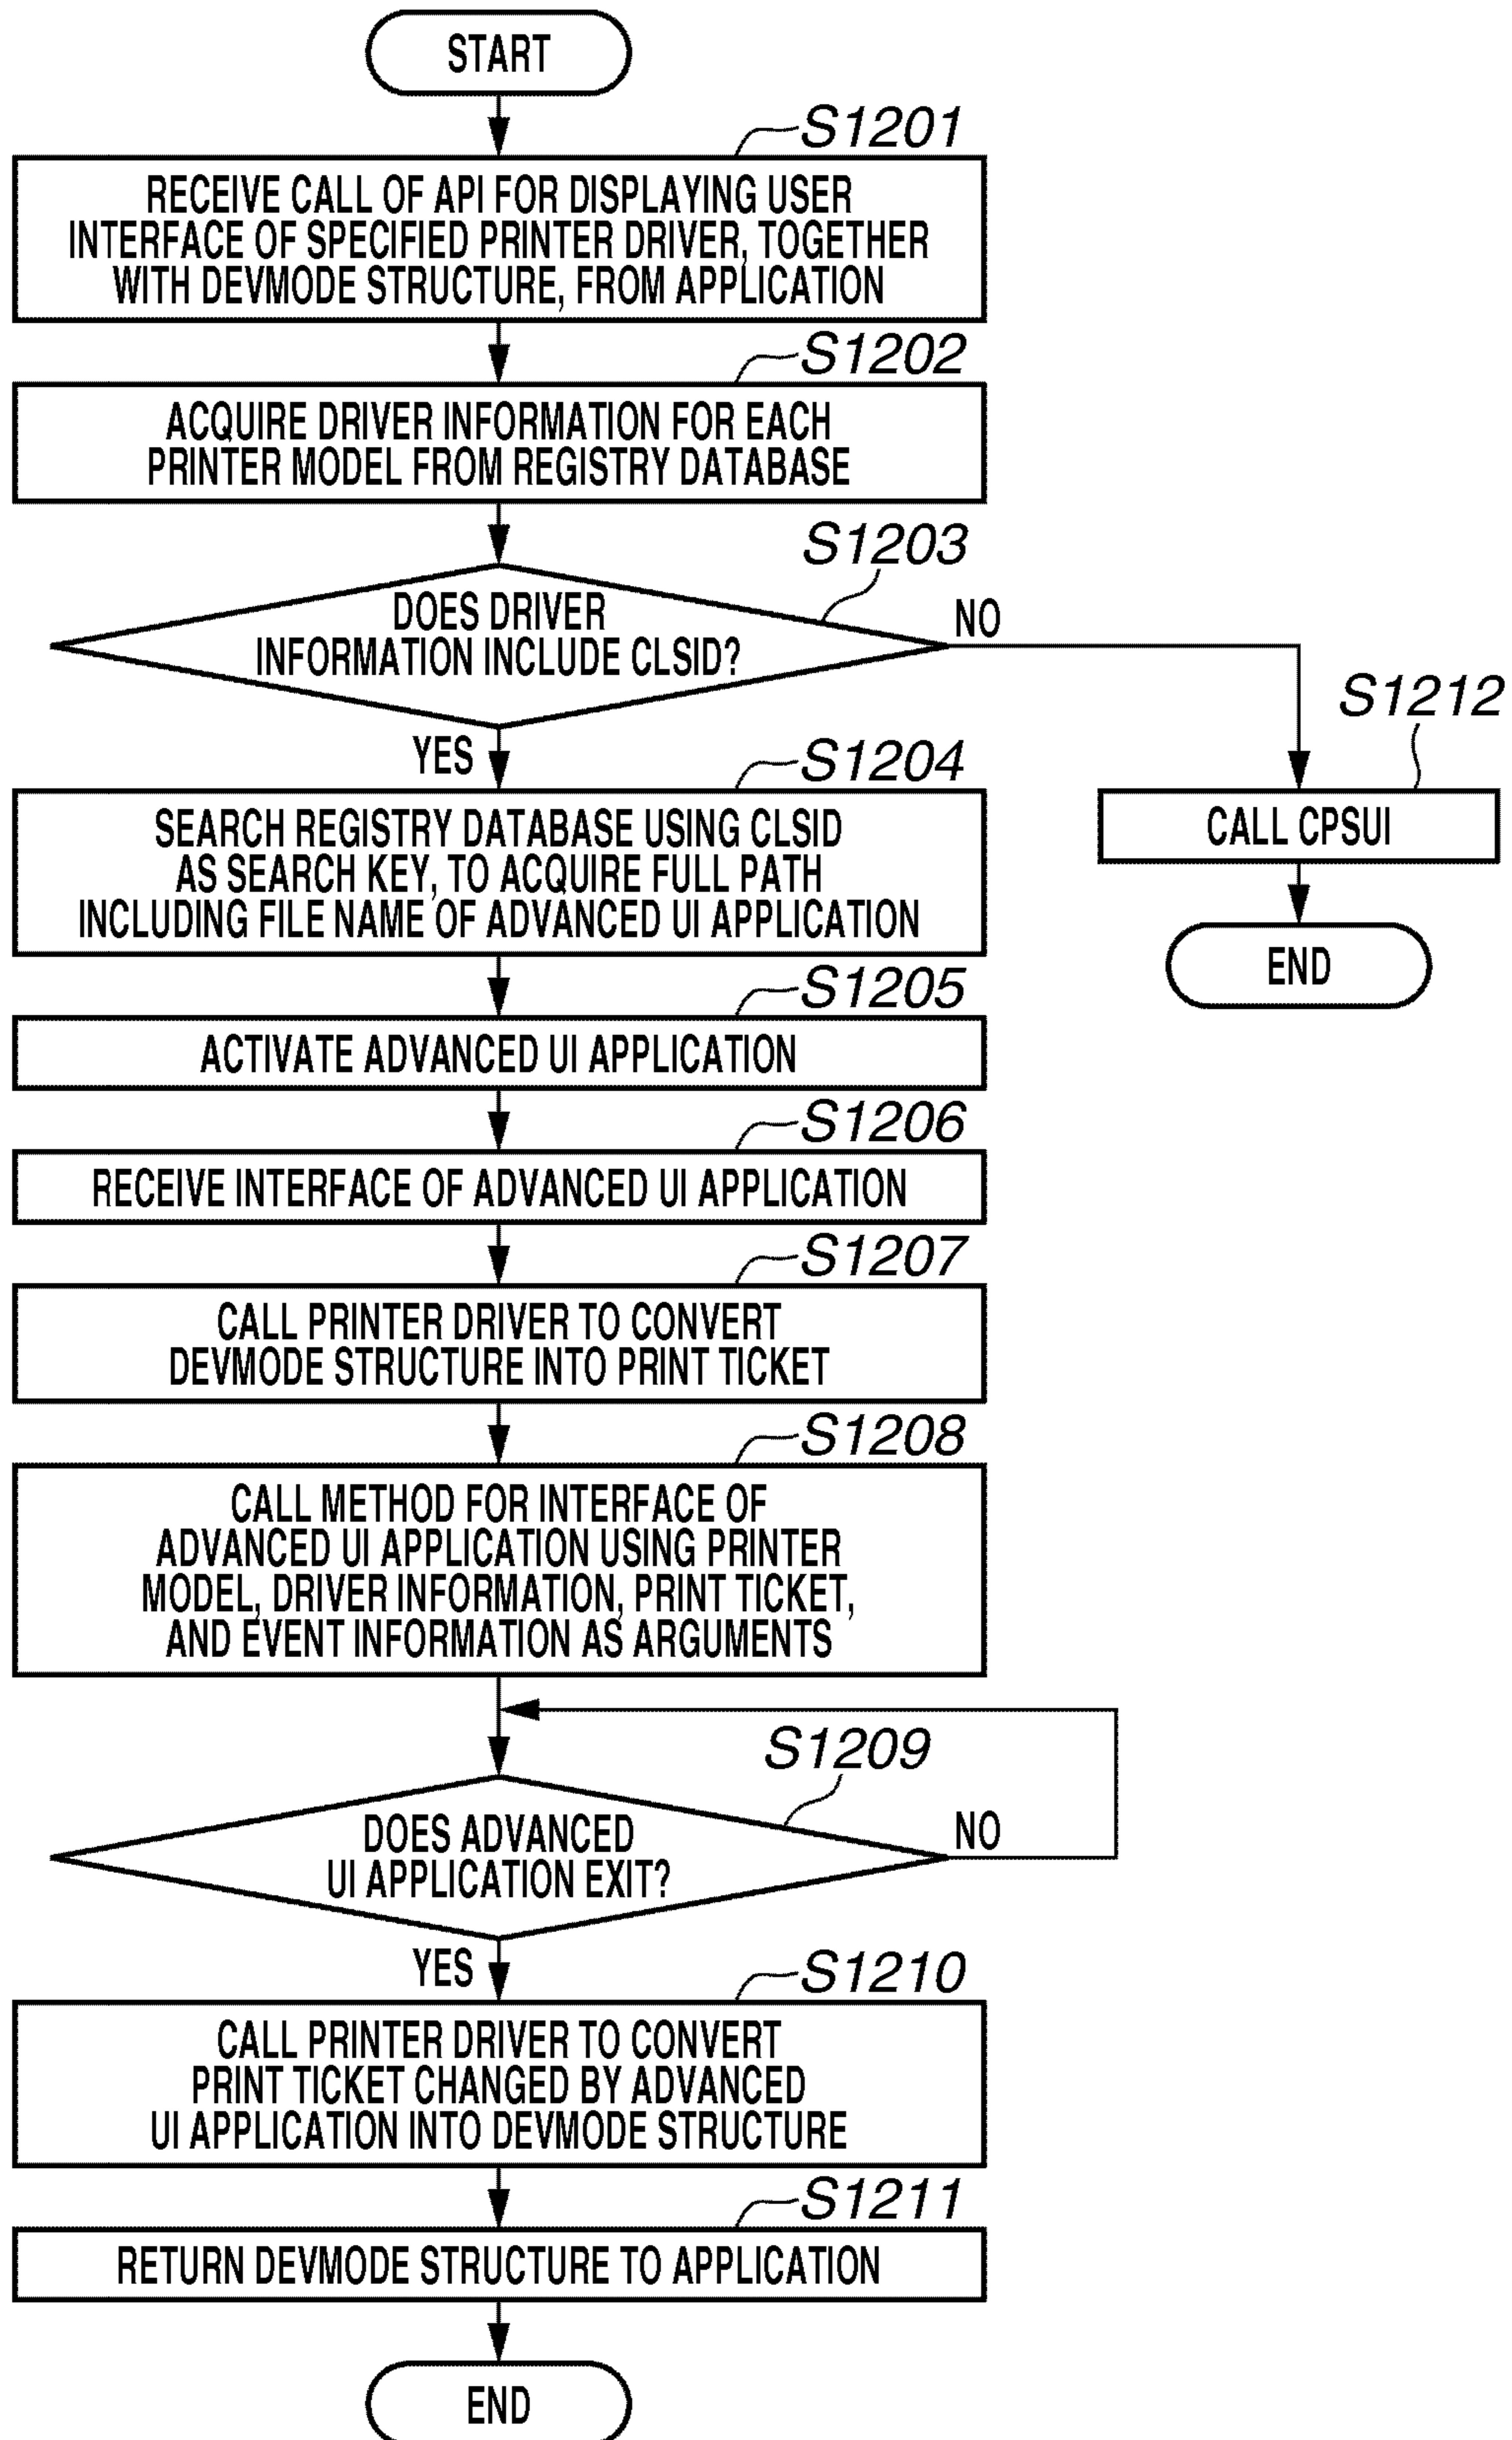 START
S1201
RECEIVE CALL OF API FOR DISPLAYING USER
INTERFACE OF SPECIFIED PRINTER DRIVER, TOGETHER
WITH DEVMODE STRUCTURE, FROM APPLICATION
S1202
ACQUIRE DRIVER INFORMATION FOR EACH
PRINTER MODEL FROM REGISTRY DATABASE
S1203
DOES DRIVER
INFORMATION INCLUDE CLSID?
NO
YES
S1212
CALL CPSUI
END
S1204
SEARCH REGISTRY DATABASE USING CLSID
AS SEARCH KEY, TO ACQUIRE FULL PATH
INCLUDING FILE NAME OF ADVANCED UI APPLICATION
S1205
ACTIVATE ADVANCED UI APPLICATION
S1206
RECEIVE INTERFACE OF ADVANCED UI APPLICATION
S1207
CALL PRINTER DRIVER TO CONVERT
DEVMODE STRUCTURE INTO PRINT TICKET
S1208
CALL METHOD FOR INTERFACE OF
ADVANCED UI APPLICATION USING PRINTER
MODEL, DRIVER INFORMATION, PRINT TICKET,
AND EVENT INFORMATION AS ARGUMENTS
S1209
DOES ADVANCED
UI APPLICATION EXIT?
NO
YES
S1210
CALL PRINTER DRIVER TO CONVERT
PRINT TICKET CHANGED BY ADVANCED
UI APPLICATION INTO DEVMODE STRUCTURE
S1211
RETURN DEVMODE STRUCTURE TO APPLICATION
END